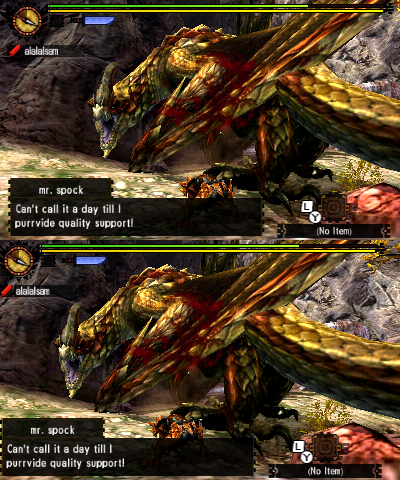 alalalsam
mr. spock
Can't call it a day till I
purrvide quality support!
L
Y
(No Item)
alalalsam
mr. spock
Can't call it a day till I
purrvide quality support!
L
Y
(No Item)